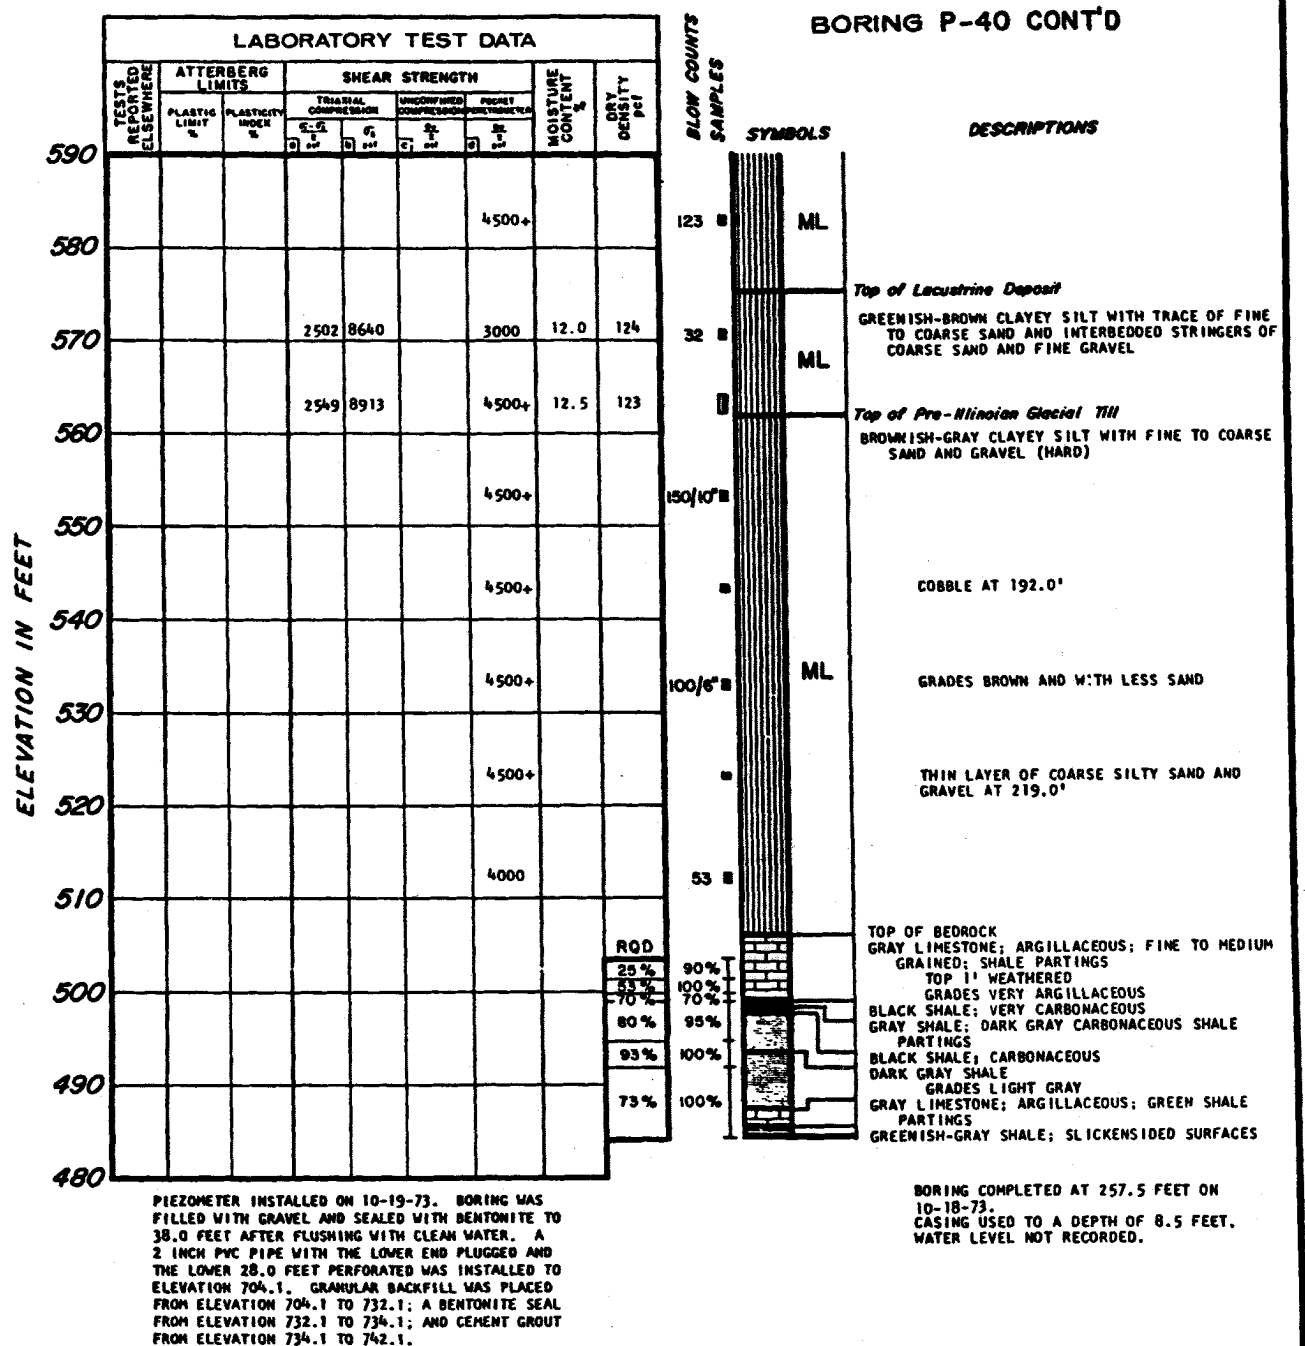 BORING P-40 CONT'D
LABORATORY TEST DATA
TESTS REPORTED ELSEWHERE
ATTERBERG LIMITS
PLASTIC LIMIT %
PLASTICITY INDEX %
SHEAR STRENGTH
TRIAXIAL COMPRESSION
UNCONFINED COMPRESSION
POCKET PENETROMETER
MOISTURE CONTENT %
DRY DENSITY pcf
BLOW COUNTS
SAMPLES
SYMBOLS
DESCRIPTIONS
ELEVATION IN FEET
590
4500+
123
ML
580
Top of Lacustrine Deposit
GREENISH-BROWN CLAYEY SILT WITH TRACE OF FINE
TO COARSE SAND AND INTERBEDDED STRINGERS OF
COARSE SAND AND FINE GRAVEL
2502 8640 3000 12.0 124
32
570
ML
2549 8913 4500+ 12.5 123
Top of Pre-Illinoian Glacial Till
560
BROWNISH-GRAY CLAYEY SILT WITH FINE TO COARSE
SAND AND GRAVEL (HARD)
4500+
150/10"
550
4500+
COBBLE AT 192.0'
540
4500+
100/6"
ML
GRADES BROWN AND WITH LESS SAND
530
4500+
THIN LAYER OF COARSE SILTY SAND AND
GRAVEL AT 219.0'
520
4000
53
510
TOP OF BEDROCK
GRAY LIMESTONE; ARGILLACEOUS; FINE TO MEDIUM
GRAINED; SHALE PARTINGS
TOP 1' WEATHERED
GRADES VERY ARGILLACEOUS
RQD
25% 90%
53% 100%
500
70% 70%
BLACK SHALE; VERY CARBONACEOUS
GRAY SHALE; DARK GRAY CARBONACEOUS SHALE
PARTINGS
80% 95%
BLACK SHALE; CARBONACEOUS
93% 100%
DARK GRAY SHALE
GRADES LIGHT GRAY
490
73% 100%
GRAY LIMESTONE; ARGILLACEOUS; GREEN SHALE
PARTINGS
GREENISH-GRAY SHALE; SLICKENSIDED SURFACES
480
PIEZOMETER INSTALLED ON 10-19-73. BORING WAS
FILLED WITH GRAVEL AND SEALED WITH BENTONITE TO
38.0 FEET AFTER FLUSHING WITH CLEAN WATER. A
2 INCH PVC PIPE WITH THE LOWER END PLUGGED AND
THE LOWER 28.0 FEET PERFORATED WAS INSTALLED TO
ELEVATION 704.1. GRANULAR BACKFILL WAS PLACED
FROM ELEVATION 704.1 TO 732.1; A BENTONITE SEAL
FROM ELEVATION 732.1 TO 734.1; AND CEMENT GROUT
FROM ELEVATION 734.1 TO 742.1.
BORING COMPLETED AT 257.5 FEET ON
10-18-73.
CASING USED TO A DEPTH OF 8.5 FEET.
WATER LEVEL NOT RECORDED.